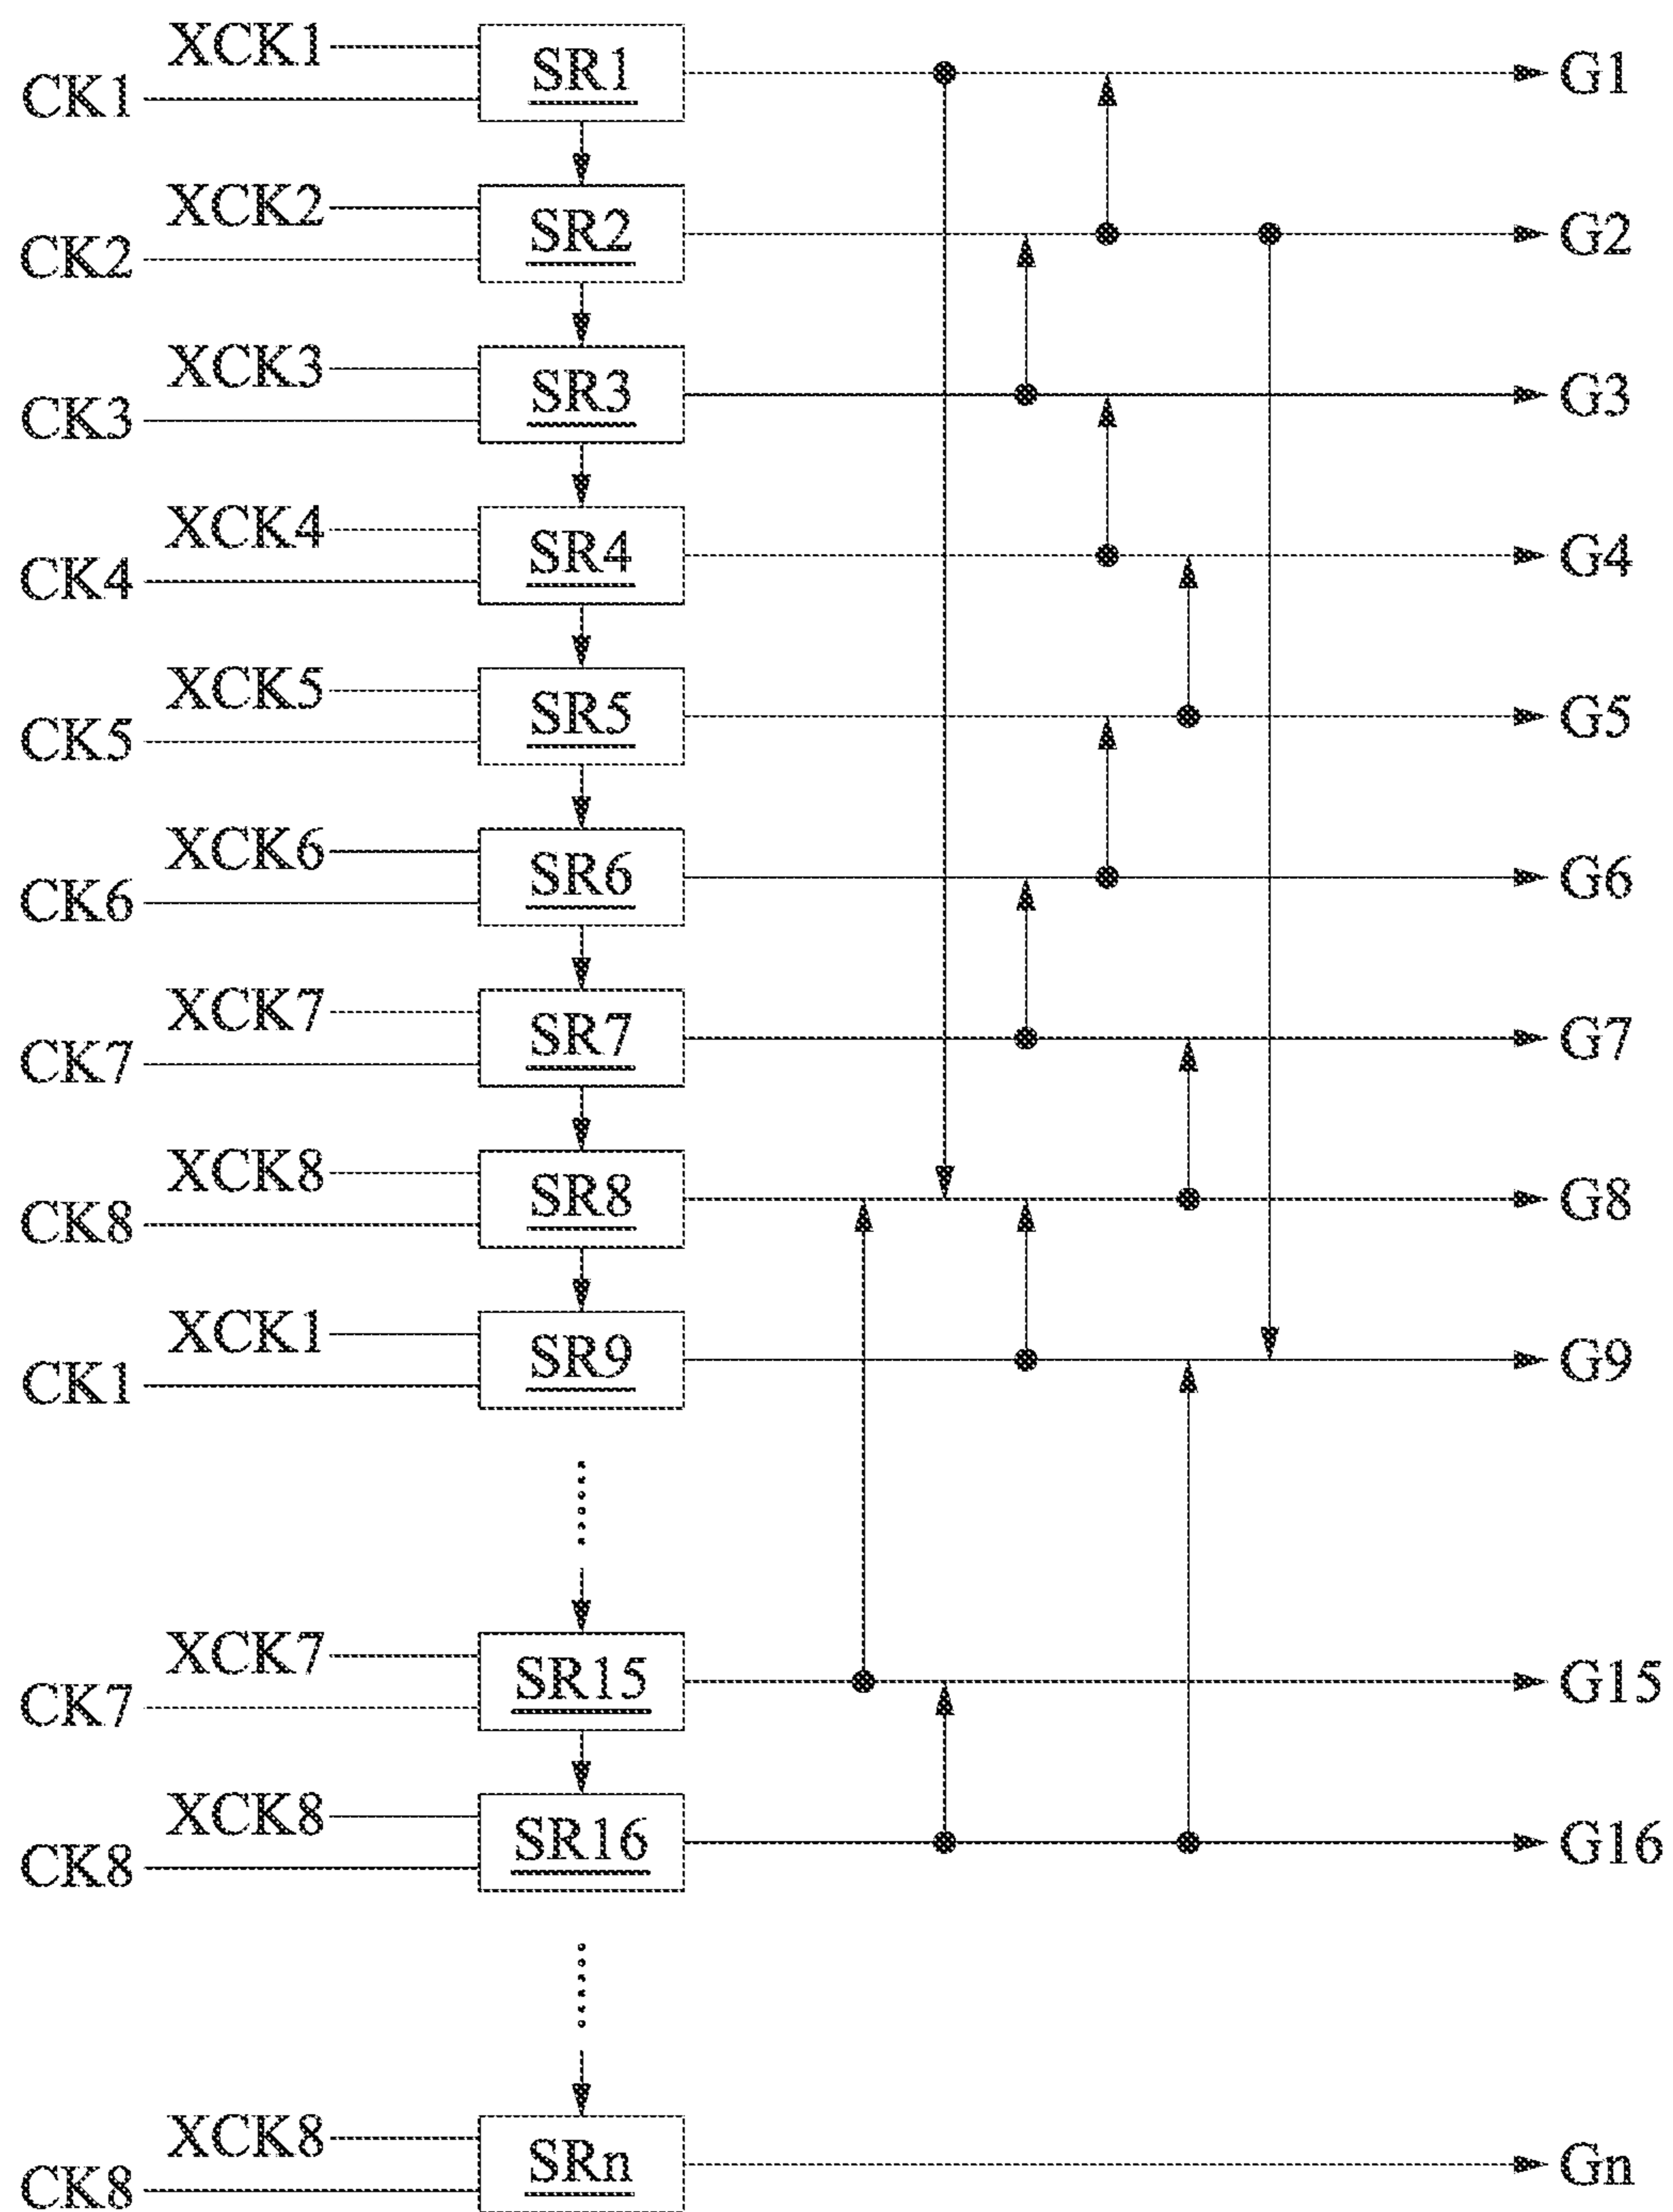 XCK1 SR1 G1
CK1
XCK2 SR2 G2
CK2
XCK3 SR3 G3
CK3
XCK4 SR4 G4
CK4
XCK5 SR5 G5
CK5
XCK6 SR6 G6
CK6
XCK7 SR7 G7
CK7
XCK8 SR8 G8
CK8
XCK1 SR9 G9
CK1
XCK7 SR15 G15
CK7
XCK8 SR16 G16
CK8
XCK8 SRn Gn
CK8